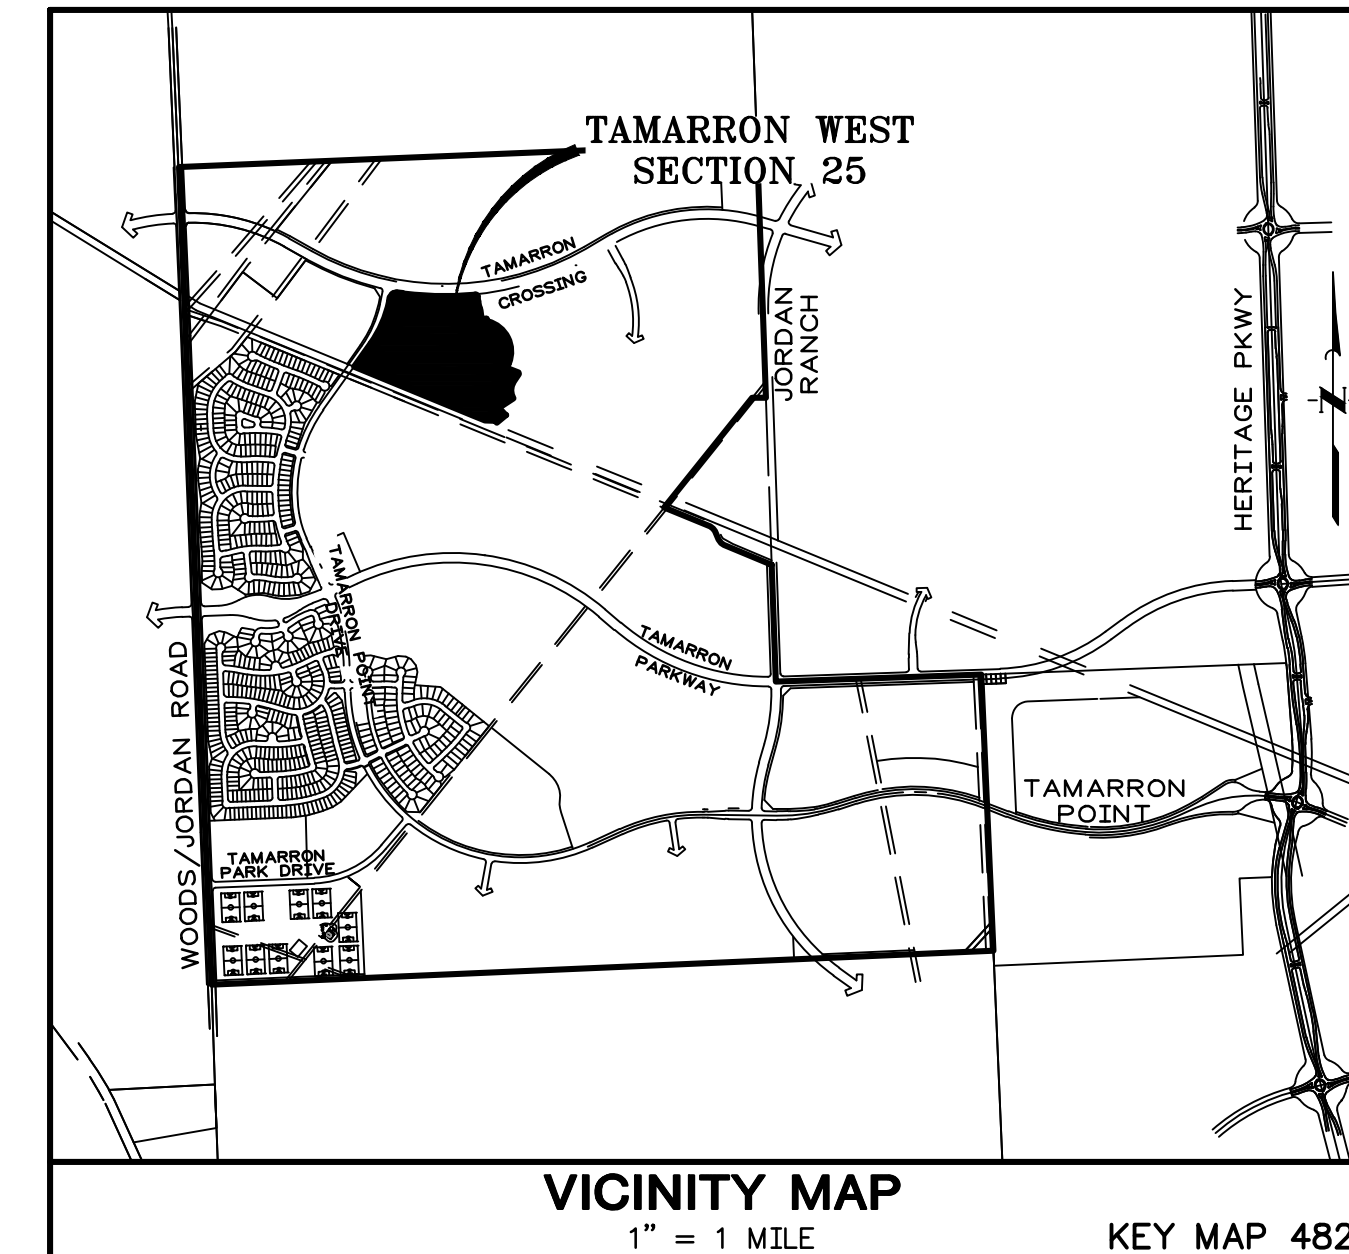 TAMARRON WEST
SECTION 25
TAMARRON
CROSSING
JORDAN
RANCH
HERITAGE PKWY
N
TAMARRON POINT
DRIVE
TAMARRON
PARKWAY
WOODS/JORDAN ROAD
TAMARRON
POINT
TAMARRON
PARK DRIVE
VICINITY MAP
1" = 1 MILE
KEY MAP 482